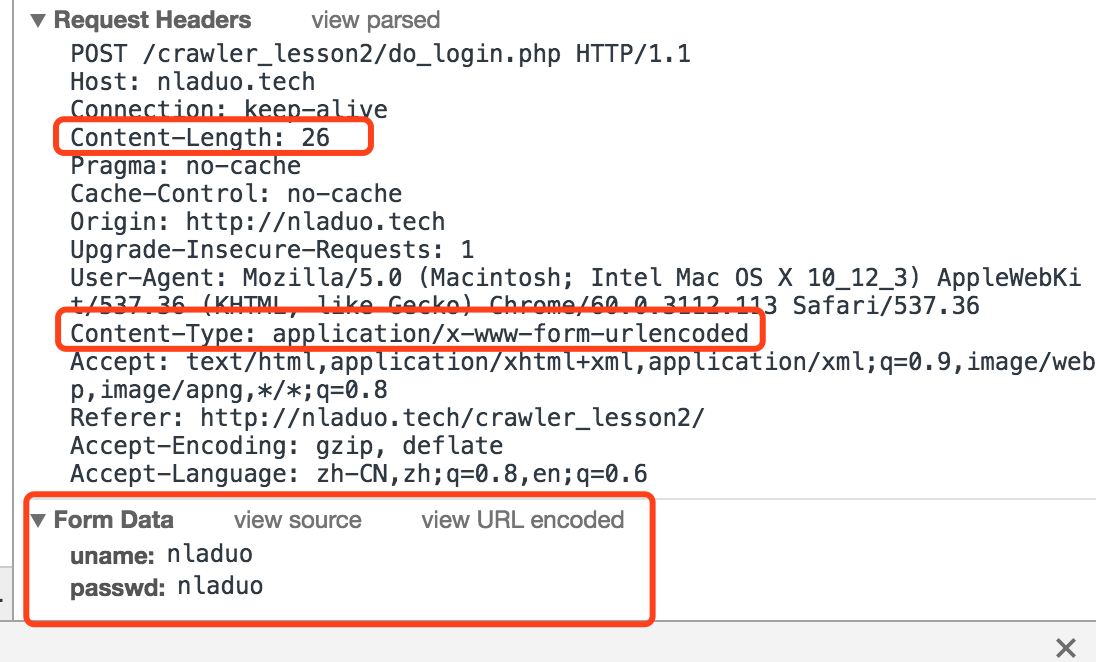 ▼ Request Headers view parsed
POST /crawler_lesson2/do_login.php HTTP/1.1
Host: nladuo.tech
Connection: keep-alive
Content-Length: 26
Pragma: no-cache
Cache-Control: no-cache
Origin: http://nladuo.tech
Upgrade-Insecure-Requests: 1
User-Agent: Mozilla/5.0 (Macintosh; Intel Mac OS X 10_12_3) AppleWebKi
t/537.36 (KHTML, like Gecko) Chrome/60.0.3112.113 Safari/537.36
Content-Type: application/x-www-form-urlencoded
Accept: text/html,application/xhtml+xml,application/xml;q=0.9,image/web
p,image/apng,*/*;q=0.8
Referer: http://nladuo.tech/crawler_lesson2/
Accept-Encoding: gzip, deflate
Accept-Language: zh-CN,zh;q=0.8,en;q=0.6
▼ Form Data view source view URL encoded
uname: nladuo
passwd: nladuo